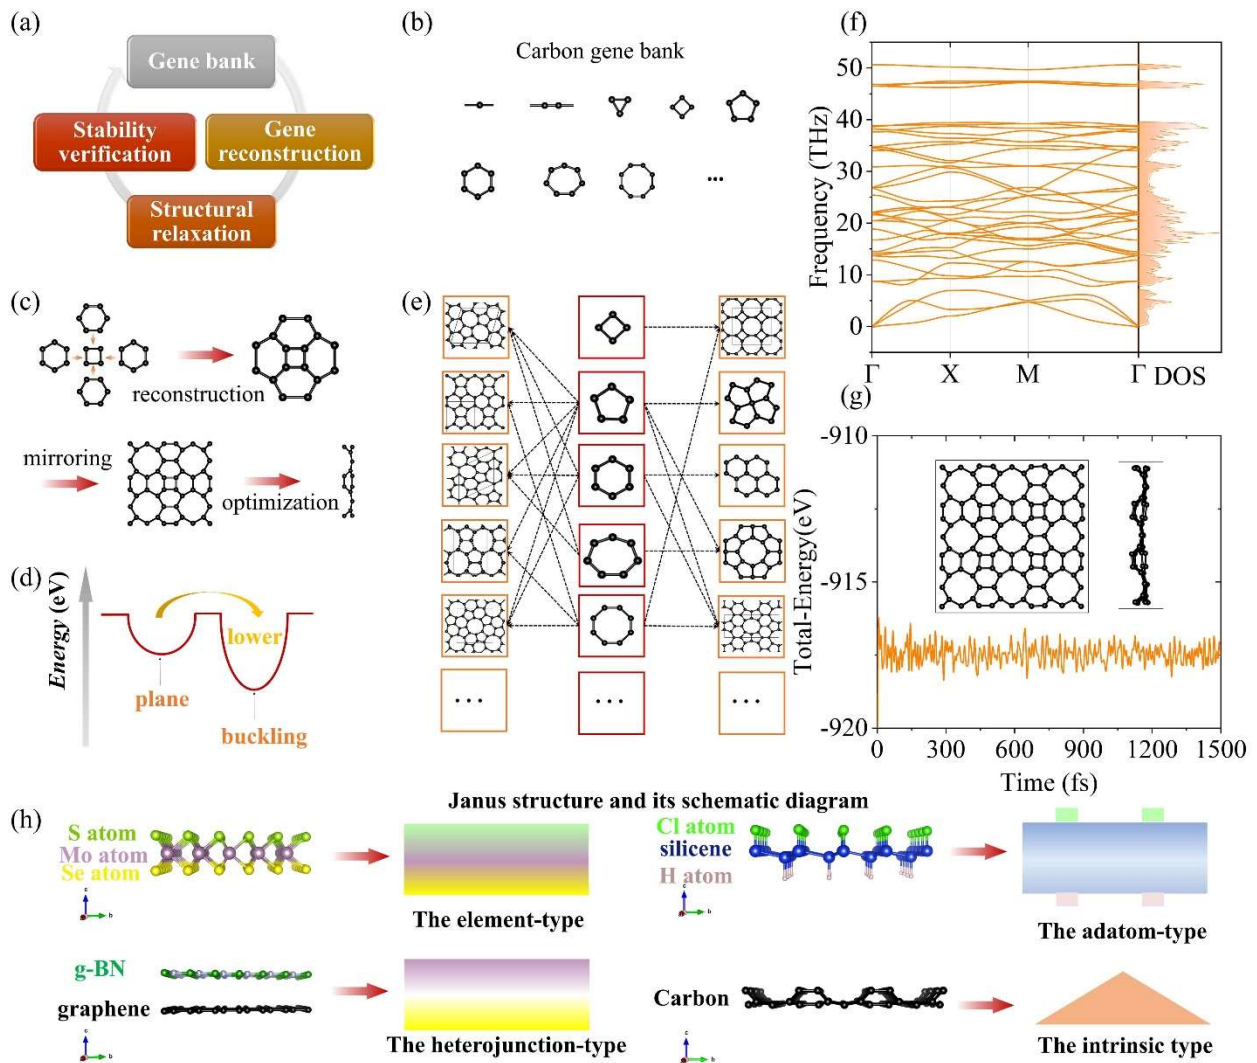 (a)
Gene bank
Stability
verification
Gene
reconstruction
Structural
relaxation
(b)
Carbon gene bank
...
(c)
reconstruction
mirroring
optimization
(d)
Energy (eV)
lower
plane
buckling
(e)
...
...
...
(f)
Frequency (THz)
50
40
30
20
10
0
Γ
X
M
Γ
DOS
(g)
Total-Energy(eV)
-910
-915
-920
0
300
600
900
1200
1500
Time (fs)
(h)
Janus structure and its schematic diagram
S atom
Mo atom
Se atom
c
b
The element-type
Cl atom
silicene
H atom
c
b
The adatom-type
g-BN
graphene
c
b
The heterojunction-type
Carbon
c
b
The intrinsic type